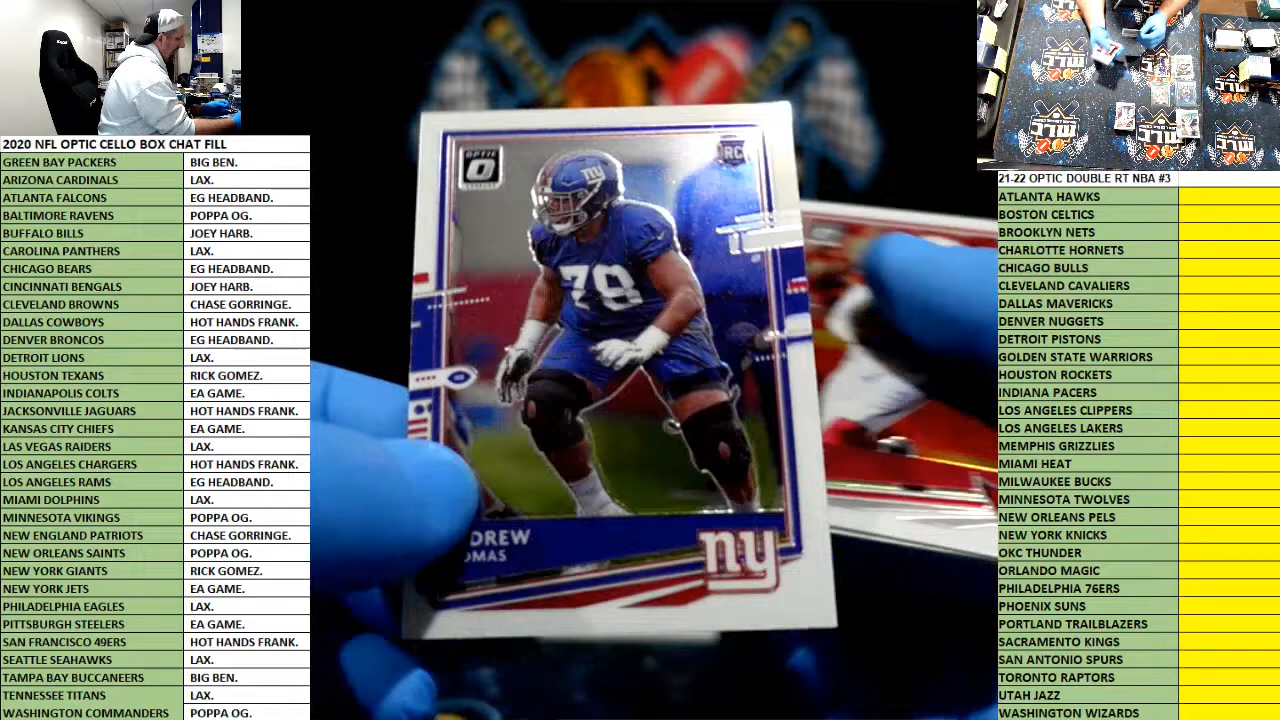 2020 NFL OPTIC CELLO BOX CHAT FILL
GREEN BAY PACKERS BIG BEN.
ARIZONA CARDINALS LAX.
ATLANTA FALCONS EG HEADBAND.
BALTIMORE RAVENS POPPA OG.
BUFFALO BILLS JOEY HARB.
CAROLINA PANTHERS LAX.
CHICAGO BEARS EG HEADBAND.
CINCINNATI BENGALS JOEY HARB.
CLEVELAND BROWNS CHASE GORRINGE.
DALLAS COWBOYS HOT HANDS FRANK.
DENVER BRONCOS EG HEADBAND.
DETROIT LIONS LAX.
HOUSTON TEXANS RICK GOMEZ.
INDIANAPOLIS COLTS EA GAME.
JACKSONVILLE JAGUARS HOT HANDS FRANK.
KANSAS CITY CHIEFS EA GAME.
LAS VEGAS RAIDERS LAX.
LOS ANGELES CHARGERS HOT HANDS FRANK.
LOS ANGELES RAMS EG HEADBAND.
MIAMI DOLPHINS LAX.
MINNESOTA VIKINGS POPPA OG.
NEW ENGLAND PATRIOTS CHASE GORRINGE.
NEW ORLEANS SAINTS POPPA OG.
NEW YORK GIANTS RICK GOMEZ.
NEW YORK JETS EA GAME.
PHILADELPHIA EAGLES LAX.
PITTSBURGH STEELERS EA GAME.
SAN FRANCISCO 49ERS HOT HANDS FRANK.
SEATTLE SEAHAWKS LAX.
TAMPA BAY BUCCANEERS BIG BEN.
TENNESSEE TITANS LAX.
WASHINGTON COMMANDERS POPPA OG.
OPTIC
RC
ny
78
DREW
OMAS
ny
MLC
MLC
MLC
MLC
21-22 OPTIC DOUBLE RT NBA #3
ATLANTA HAWKS
BOSTON CELTICS
BROOKLYN NETS
CHARLOTTE HORNETS
CHICAGO BULLS
CLEVELAND CAVALIERS
DALLAS MAVERICKS
DENVER NUGGETS
DETROIT PISTONS
GOLDEN STATE WARRIORS
HOUSTON ROCKETS
INDIANA PACERS
LOS ANGELES CLIPPERS
LOS ANGELES LAKERS
MEMPHIS GRIZZLIES
MIAMI HEAT
MILWAUKEE BUCKS
MINNESOTA TWOLVES
NEW ORLEANS PELS
NEW YORK KNICKS
OKC THUNDER
ORLANDO MAGIC
PHILADELPHIA 76ERS
PHOENIX SUNS
PORTLAND TRAILBLAZERS
SACRAMENTO KINGS
SAN ANTONIO SPURS
TORONTO RAPTORS
UTAH JAZZ
WASHINGTON WIZARDS